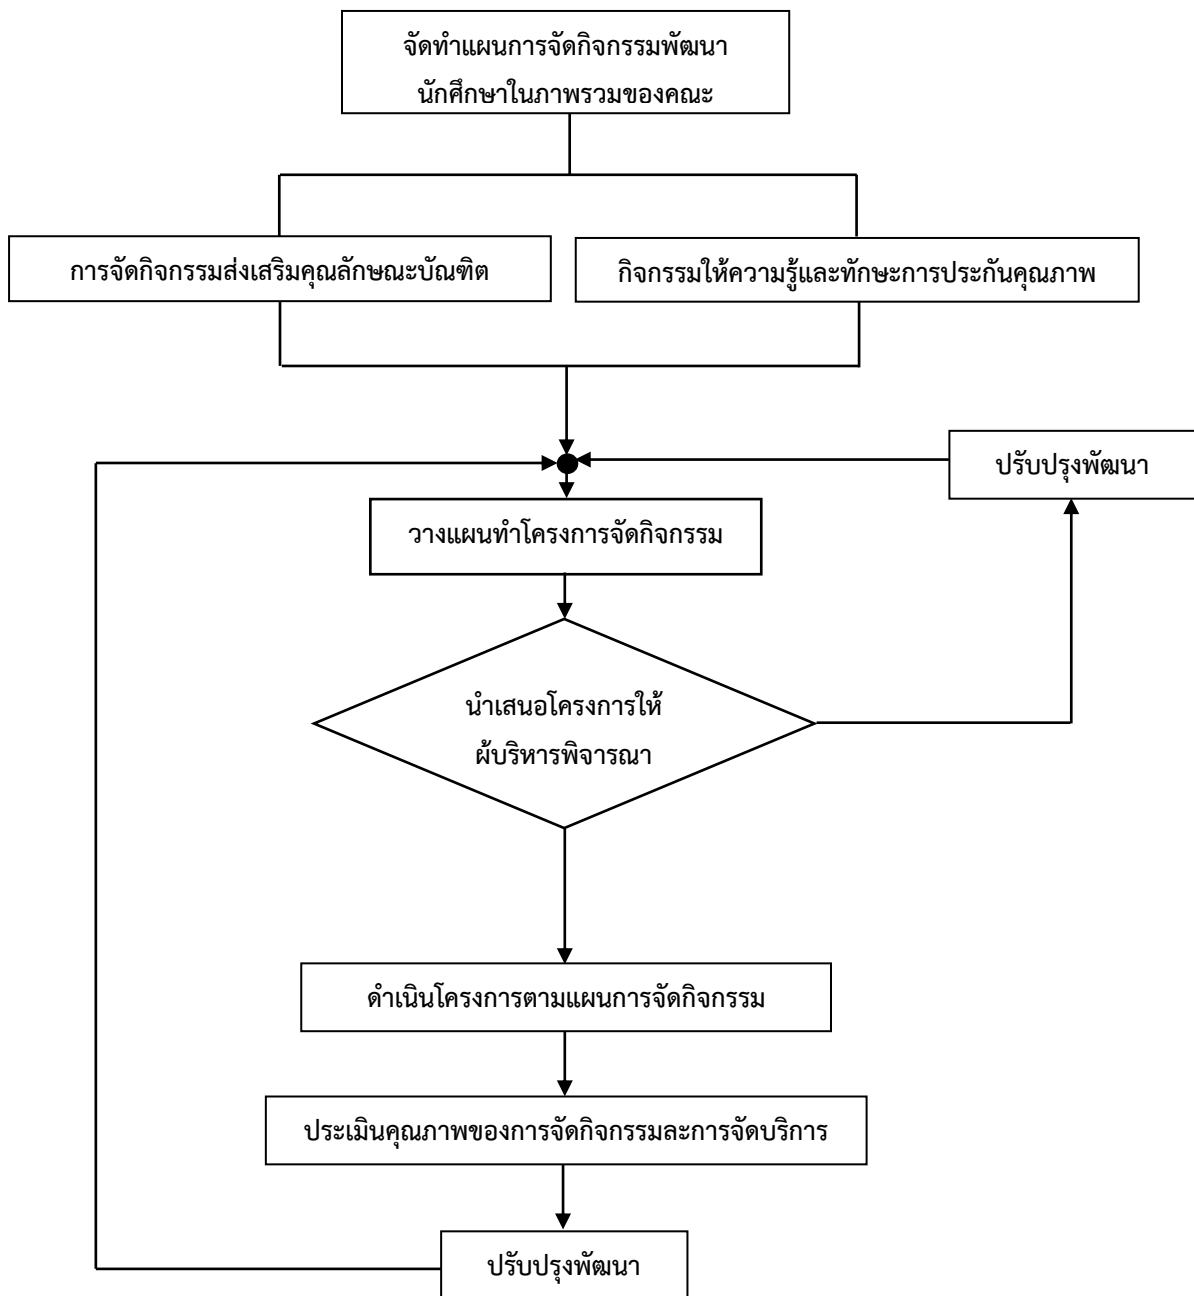 จัดทำแผนการจัดกิจกรรมพัฒนา
นักศึกษาในภาพรวมของคณะ
การจัดกิจกรรมส่งเสริมคุณลักษณะบัณฑิต
กิจกรรมให้ความรู้และทักษะการประกันคุณภาพ
ปรับปรุงพัฒนา
วางแผนทำโครงการจัดกิจกรรม
นำเสนอโครงการให้
ผ้บริหารพิจารณา
ดำเนินโครงการตามแผนการจัดกิจกรรม
ประเมินคุณภาพของการจัดกิจกรรมละการจัดบริการ
ปรับปรุงพัฒนา